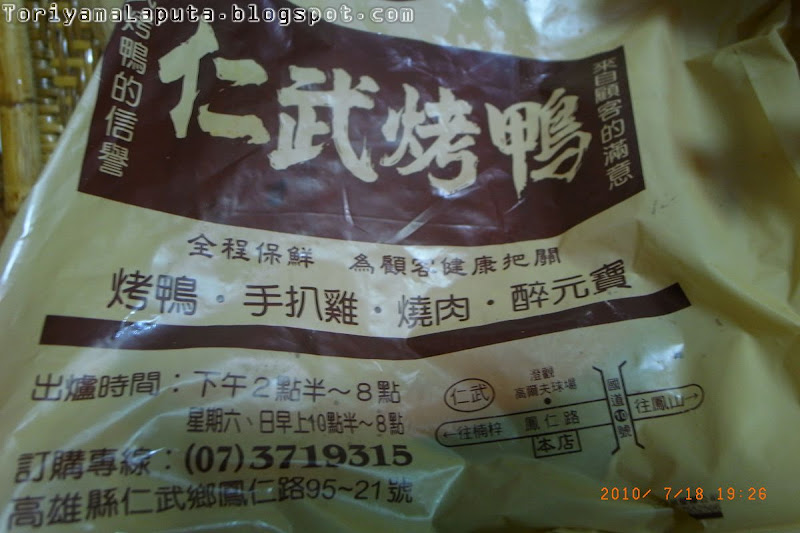 ToriyamaLaputa.blogspot.com
烤鴨的信譽
仁武烤鴨
來自顧客的滿意
全程保鮮 為顧客健康把關
烤鴨・手扒雞・燒肉・醉元寶
出爐時間：下午2點半～8點
星期六、日早上10點半～8點
訂購專線：(07)3719315
高雄縣仁武鄉鳳仁路95~21號
仁武
澄觀
高爾夫球場
國道10號
往鳳山→
←往楠梓 鳳仁路
本店
2010/ 7/18 19:26